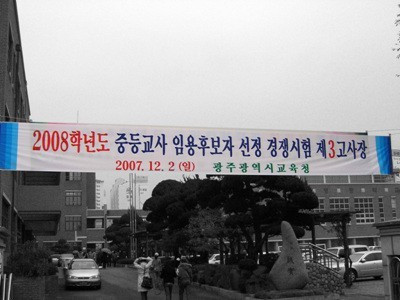 2008학년도 중등교사 임용후보자 선정 경쟁시험 제3고사장
2007. 12. 2 (일) 광주광역시교육청